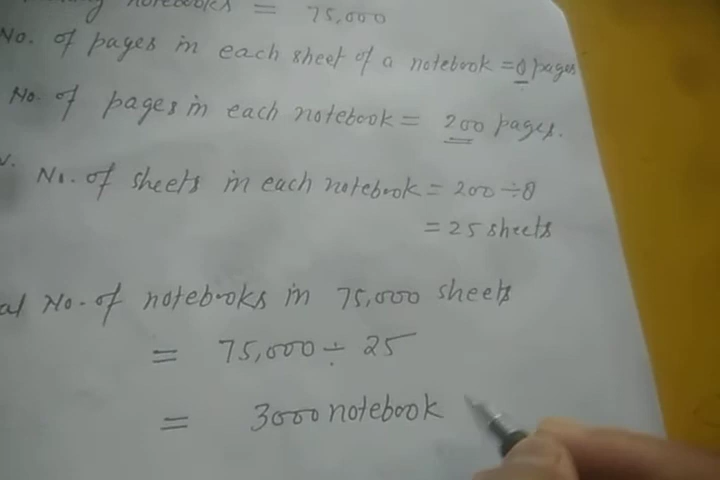 notebooks = 75,000
No. of pages in each sheet of a notebook = 8 pages
No. of pages in each notebook = 200 pages.
No. of sheets in each notebook = 200 ÷ 8
= 25 sheets
No. of notebooks in 75,000 sheets
= 75,000 ÷ 25
= 3000 notebook